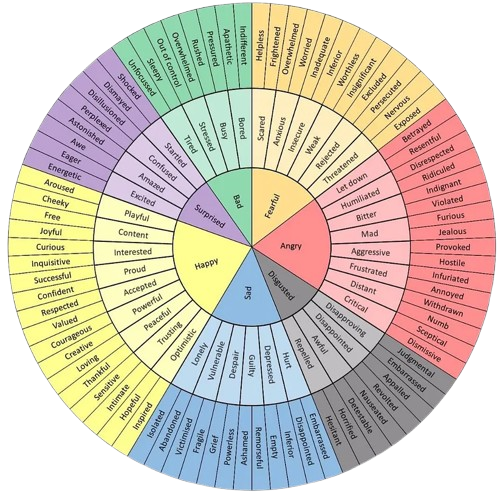 Bad
Fearful
Angry
Disgusted
Sad
Happy
Surprised
Tired
Stressed
Busy
Bored
Scared
Anxious
Insecure
Weak
Rejected
Threatened
Let down
Humiliated
Bitter
Mad
Aggressive
Frustrated
Distant
Critical
Disapproving
Disappointed
Awful
Repelled
Hurt
Depressed
Guilty
Despair
Vulnerable
Lonely
Optimistic
Trusting
Peaceful
Powerful
Accepted
Proud
Interested
Content
Playful
Excited
Amazed
Confused
Startled
Unfocussed
Sleepy
Out of control
Overwhelmed
Rushed
Pressured
Apathetic
Indifferent
Helpless
Frightened
Overwhelmed
Worried
Inadequate
Inferior
Worthless
Insignificant
Excluded
Persecuted
Nervous
Exposed
Betrayed
Resentful
Disrespected
Ridiculed
Indignant
Violated
Furious
Jealous
Provoked
Hostile
Infuriated
Annoyed
Withdrawn
Numb
Sceptical
Dismissive
Judgmental
Embarrassed
Appalled
Revolted
Nauseated
Detestable
Horrified
Hesitant
Embarrassed
Disappointed
Inferior
Empty
Remorseful
Ashamed
Powerless
Grief
Fragile
Victimised
Abandoned
Isolated
Inspired
Hopeful
Intimate
Sensitive
Thankful
Loving
Creative
Courageous
Valued
Respected
Confident
Successful
Inquisitive
Curious
Joyful
Free
Cheeky
Aroused
Energetic
Eager
Awe
Astonished
Perplexed
Disillusioned
Dismayed
Shocked